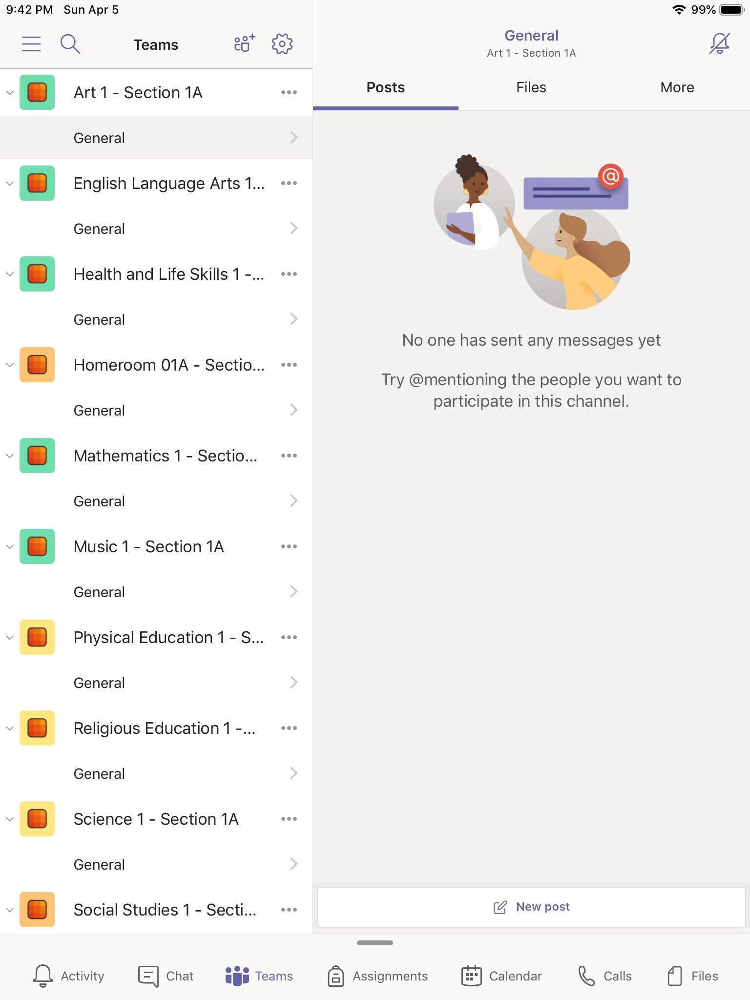 9:42 PM Sun Apr 5
99%
Teams
General
Art 1 - Section 1A
Posts
Files
More
Art 1 - Section 1A
General
English Language Arts 1...
General
Health and Life Skills 1 -...
General
Homeroom 01A - Sectio...
General
Mathematics 1 - Sectio...
General
Music 1 - Section 1A
General
Physical Education 1 - S...
General
Religious Education 1 -...
General
Science 1 - Section 1A
General
Social Studies 1 - Secti...
@
No one has sent any messages yet
Try @mentioning the people you want to
participate in this channel.
New post
Activity
Chat
Teams
Assignments
Calendar
Calls
Files